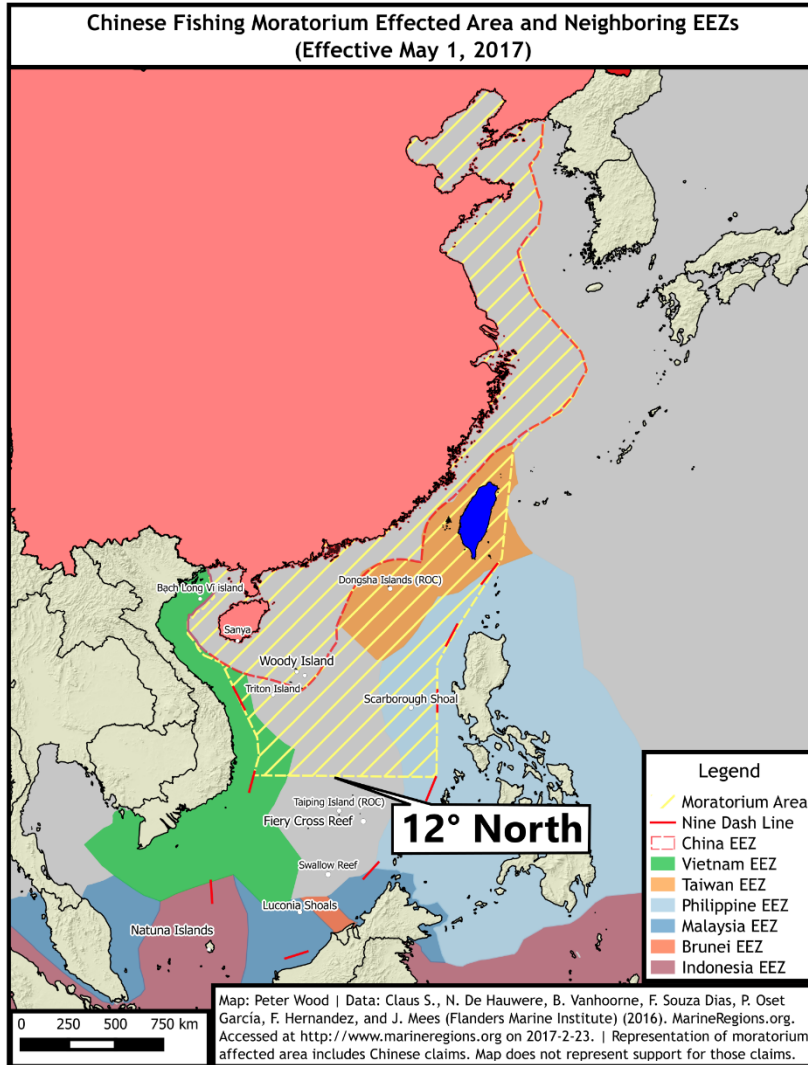 Chinese Fishing Moratorium Effected Area and Neighboring EEZs
(Effective May 1, 2017)
Bạch Long Vĩ island
Sanya
Dongsha Islands (ROC)
Woody Island
Triton Island
Scarborough Shoal
Taiping Island (ROC)
Fiery Cross Reef
12° North
Swallow Reef
Luconia Shoals
Natuna Islands
Legend
Moratorium Area
Nine Dash Line
China EEZ
Vietnam EEZ
Taiwan EEZ
Philippine EEZ
Malaysia EEZ
Brunei EEZ
Indonesia EEZ
0 250 500 750 km
Map: Peter Wood | Data: Claus S., N. De Hauwere, B. Vanhoorne, F. Souza Dias, P. Oset
García, F. Hernandez, and J. Mees (Flanders Marine Institute) (2016). MarineRegions.org.
Accessed at http://www.marineregions.org on 2017-2-23. | Representation of moratorium
affected area includes Chinese claims. Map does not represent support for those claims.